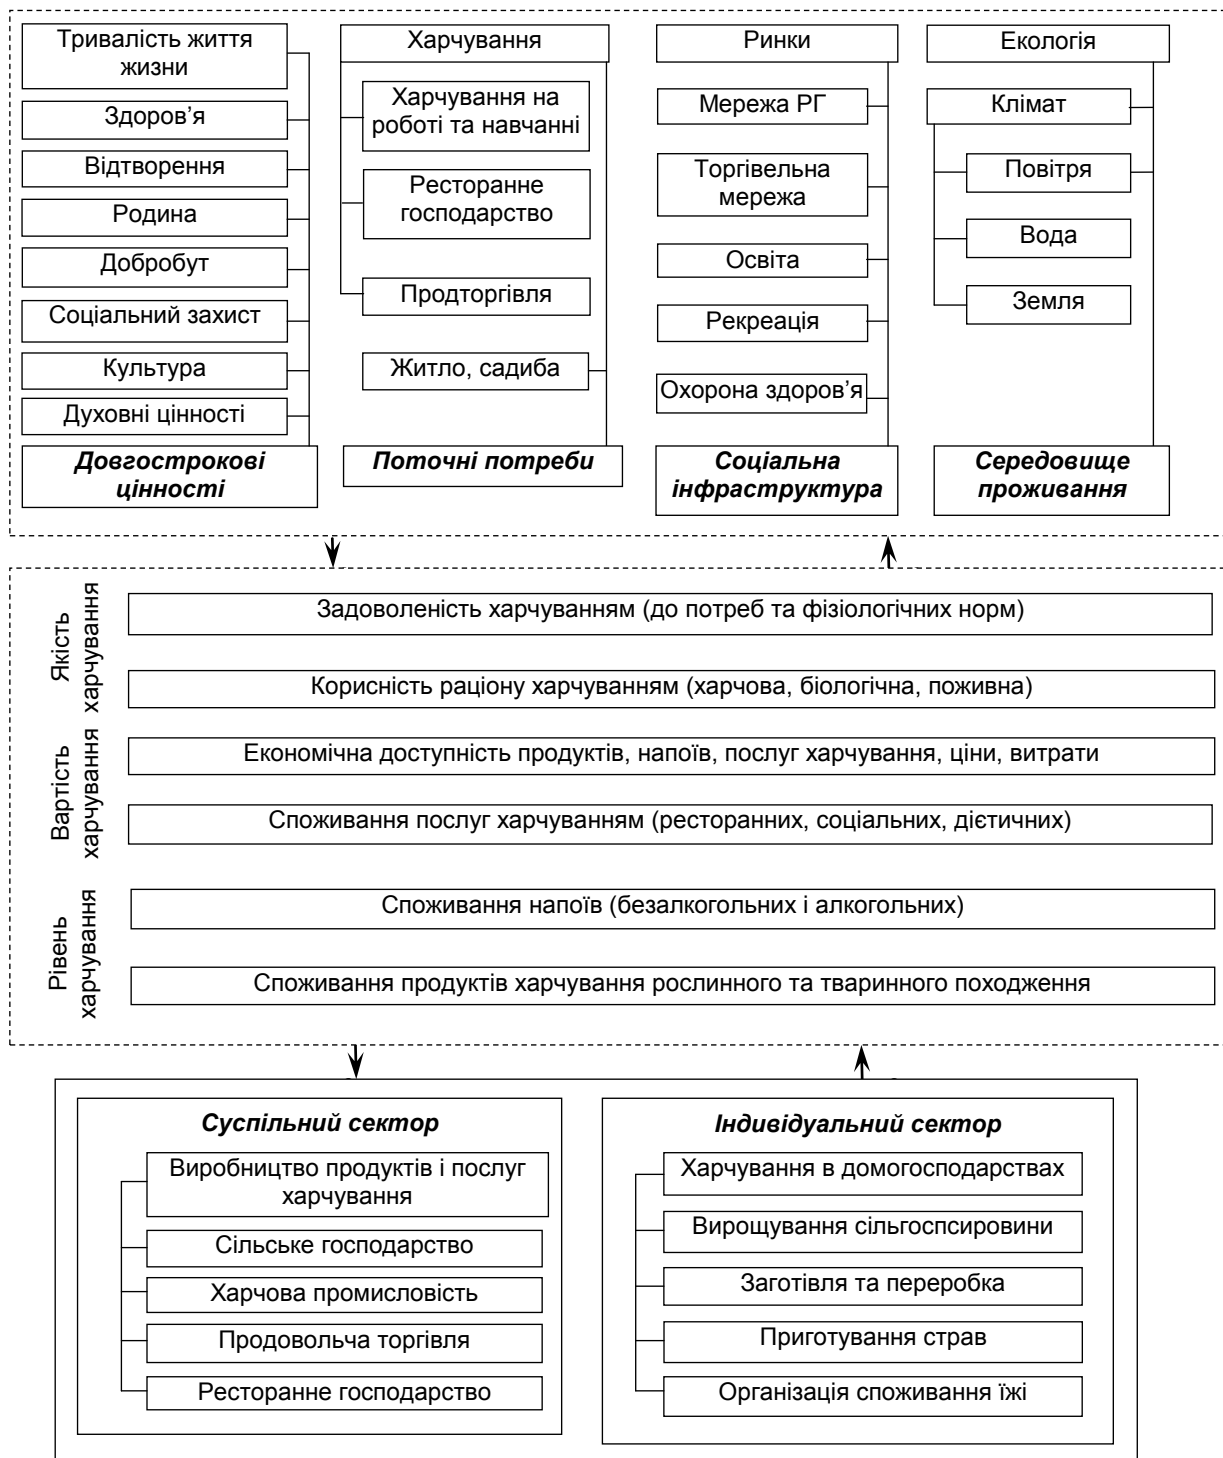 Тривалість життя
жизни
Здоров’я
Відтворення
Родина
Добробут
Соціальний захист
Культура
Духовні цінності
Довгострокові
цінності
Харчування
Харчування на
роботі та навчанні
Ресторанне
господарство
Продторгівля
Житло, садиба
Поточні потреби
Ринки
Мережа РГ
Торгівельна
мережа
Освіта
Рекреація
Охорона здоров’я
Соціальна
інфраструктура
Екологія
Клімат
Повітря
Вода
Земля
Середовище
проживання
Якість
харчування
Задоволеність харчуванням (до потреб та фізіологічних норм)
Корисність раціону харчуванням (харчова, біологічна, поживна)
Вартість
харчування
Економічна доступність продуктів, напоїв, послуг харчування, ціни, витрати
Споживання послуг харчуванням (ресторанних, соціальних, дієтичних)
Рівень
харчування
Споживання напоїв (безалкогольних і алкогольних)
Споживання продуктів харчування рослинного та тваринного походження
Суспільний сектор
Виробництво продуктів і послуг
харчування
Сільське господарство
Харчова промисловість
Продовольча торгівля
Ресторанне господарство
Індивідуальний сектор
Харчування в домогосподарствах
Вирощування сільгоспсировини
Заготівля та переробка
Приготування страв
Організація споживання їжі